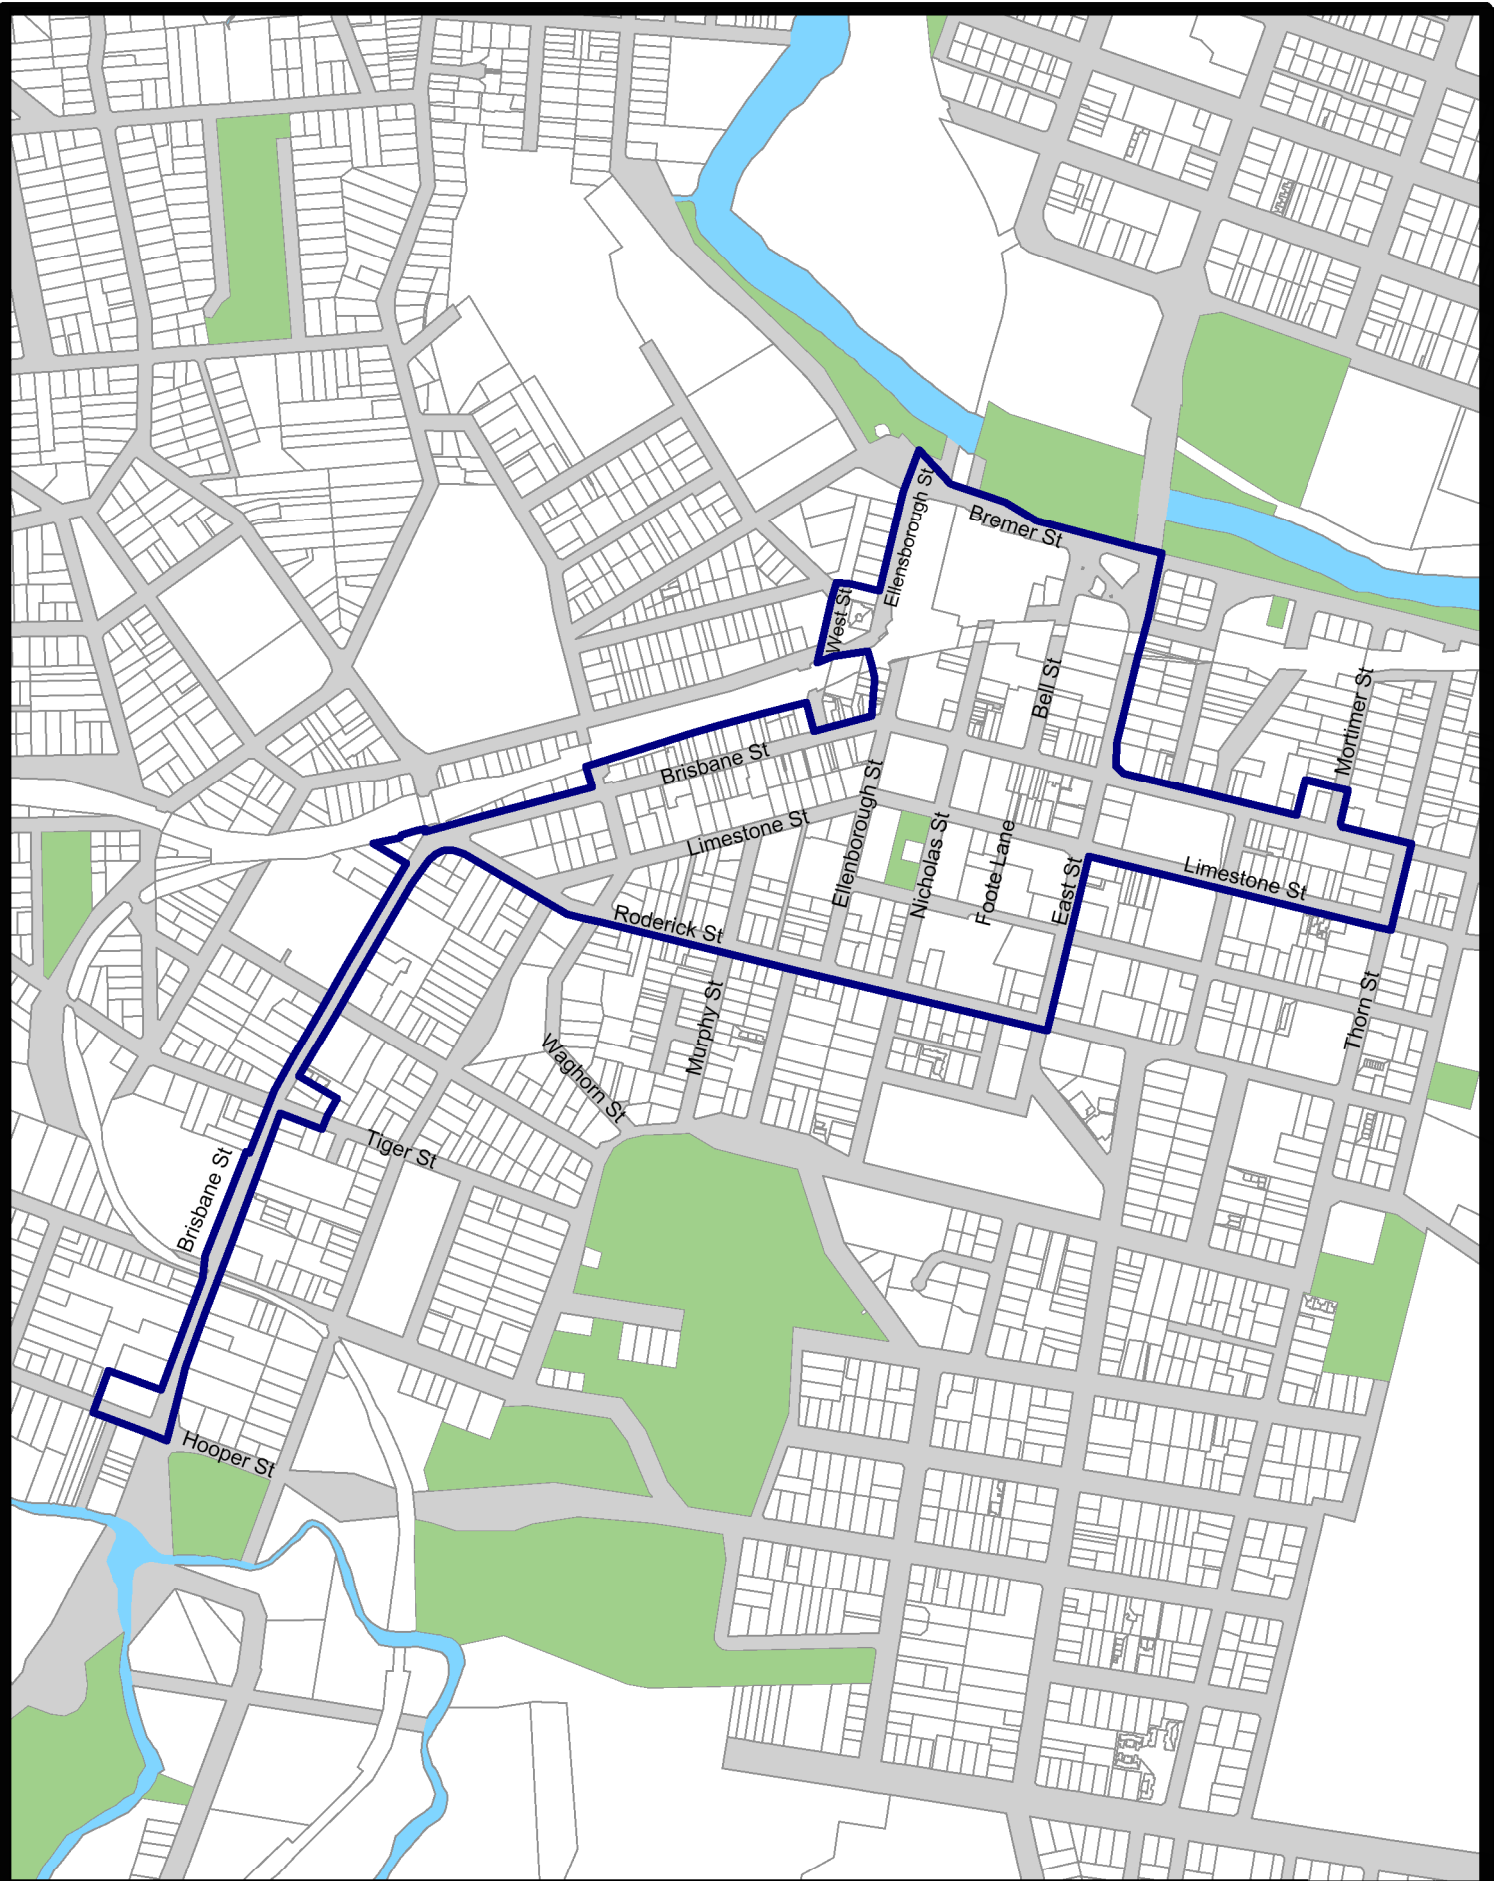 Ellensborough St
Bremer St
West St
Bell St
Mortimer St
Brisbane St
Limestone St
Ellenborough St
Nicholas St
Foote Lane
East St
Limestone St
Roderick St
Murphy St
Thorn St
Waghorn St
Tiger St
Brisbane St
Hooper St